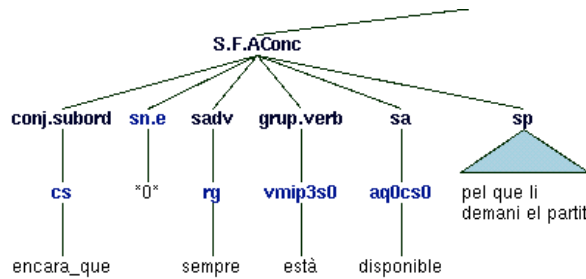 S.F.AConc
conj.subord sn.e sadv grup.verb sa sp
cs *0* rg vmip3s0 aq0cs0 pel que li
demani el partit
encara_que sempre està disponible